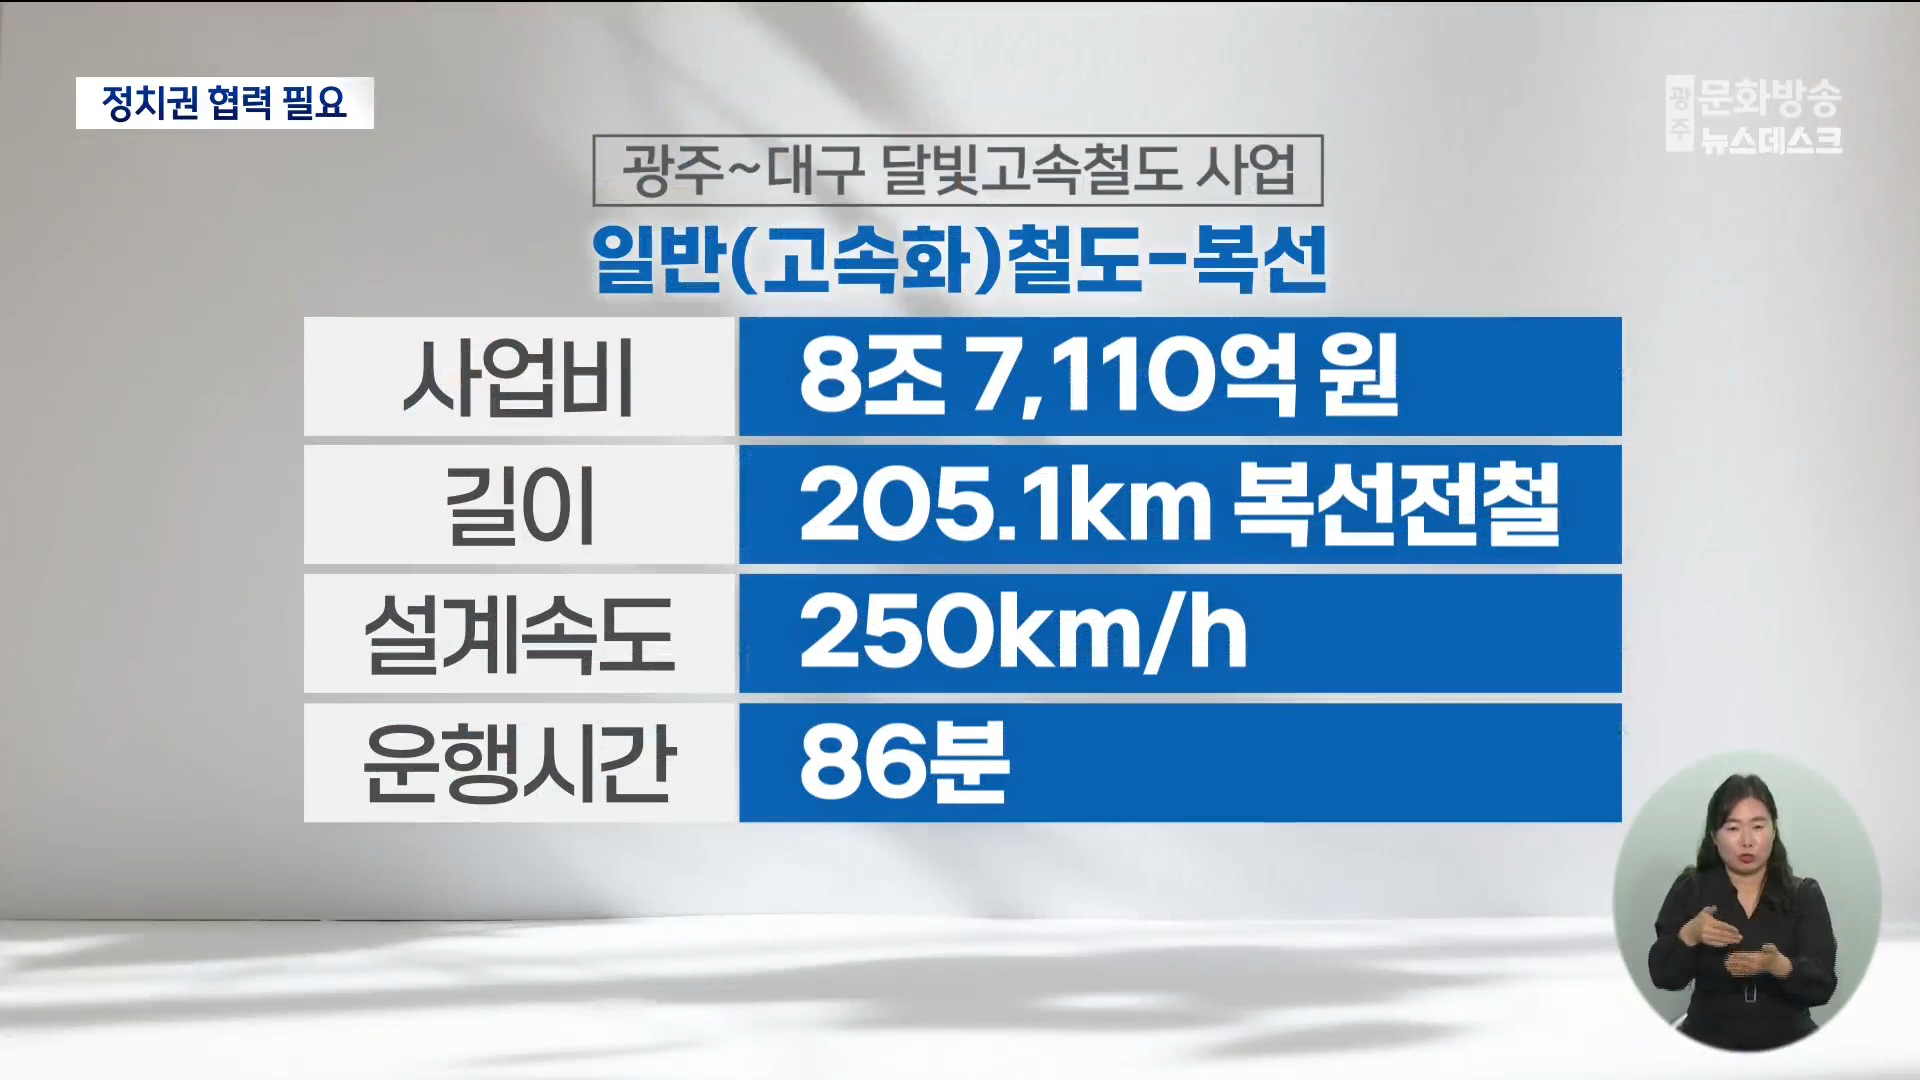 정치권 협력 필요
광주 문화방송
뉴스데스크
광주~대구 달빛고속철도 사업
일반(고속화)철도-복선
사업비 8조 7,110억 원
길이 205.1km 복선전철
설계속도 250km/h
운행시간 86분